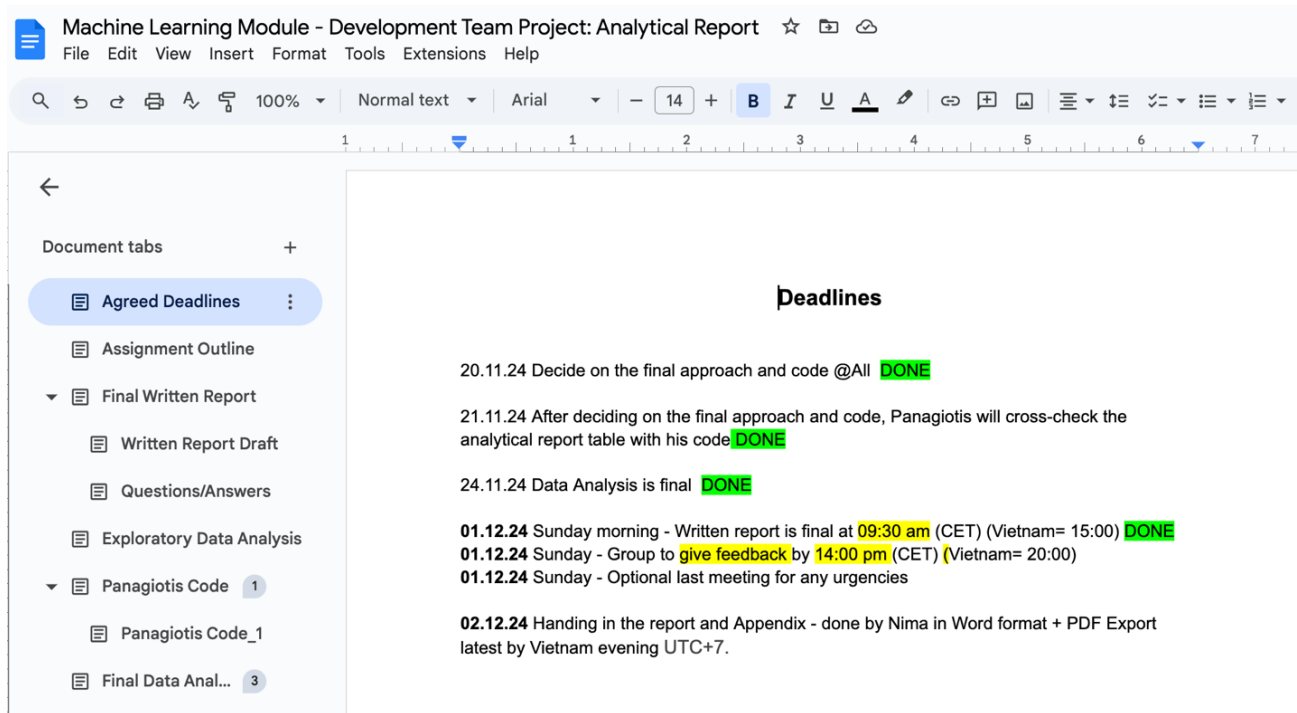 Machine Learning Module - Development Team Project: Analytical Report
File Edit View Insert Format Tools Extensions Help
100% Normal text Arial − 14 + B I U A
1 1 2 3 4 5 6 7
Document tabs +
Agreed Deadlines
Assignment Outline
Final Written Report
Written Report Draft
Questions/Answers
Exploratory Data Analysis
Panagiotis Code 1
Panagiotis Code_1
Final Data Anal... 3
Deadlines
20.11.24 Decide on the final approach and code @All DONE
21.11.24 After deciding on the final approach and code, Panagiotis will cross-check the
analytical report table with his code DONE
24.11.24 Data Analysis is final DONE
01.12.24 Sunday morning - Written report is final at 09:30 am (CET) (Vietnam= 15:00) DONE
01.12.24 Sunday - Group to give feedback by 14:00 pm (CET) (Vietnam= 20:00)
01.12.24 Sunday - Optional last meeting for any urgencies
02.12.24 Handing in the report and Appendix - done by Nima in Word format + PDF Export
latest by Vietnam evening UTC+7.